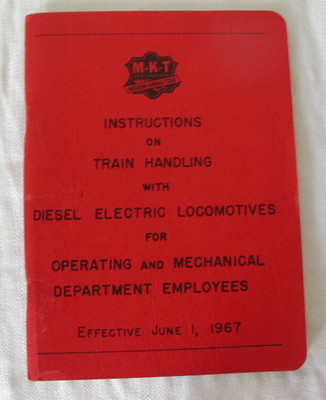 M-K-T
INSTRUCTIONS
ON
TRAIN HANDLING
WITH
DIESEL ELECTRIC LOCOMOTIVES
FOR
OPERATING AND MECHANICAL
DEPARTMENT EMPLOYEES
EFFECTIVE JUNE 1, 1967